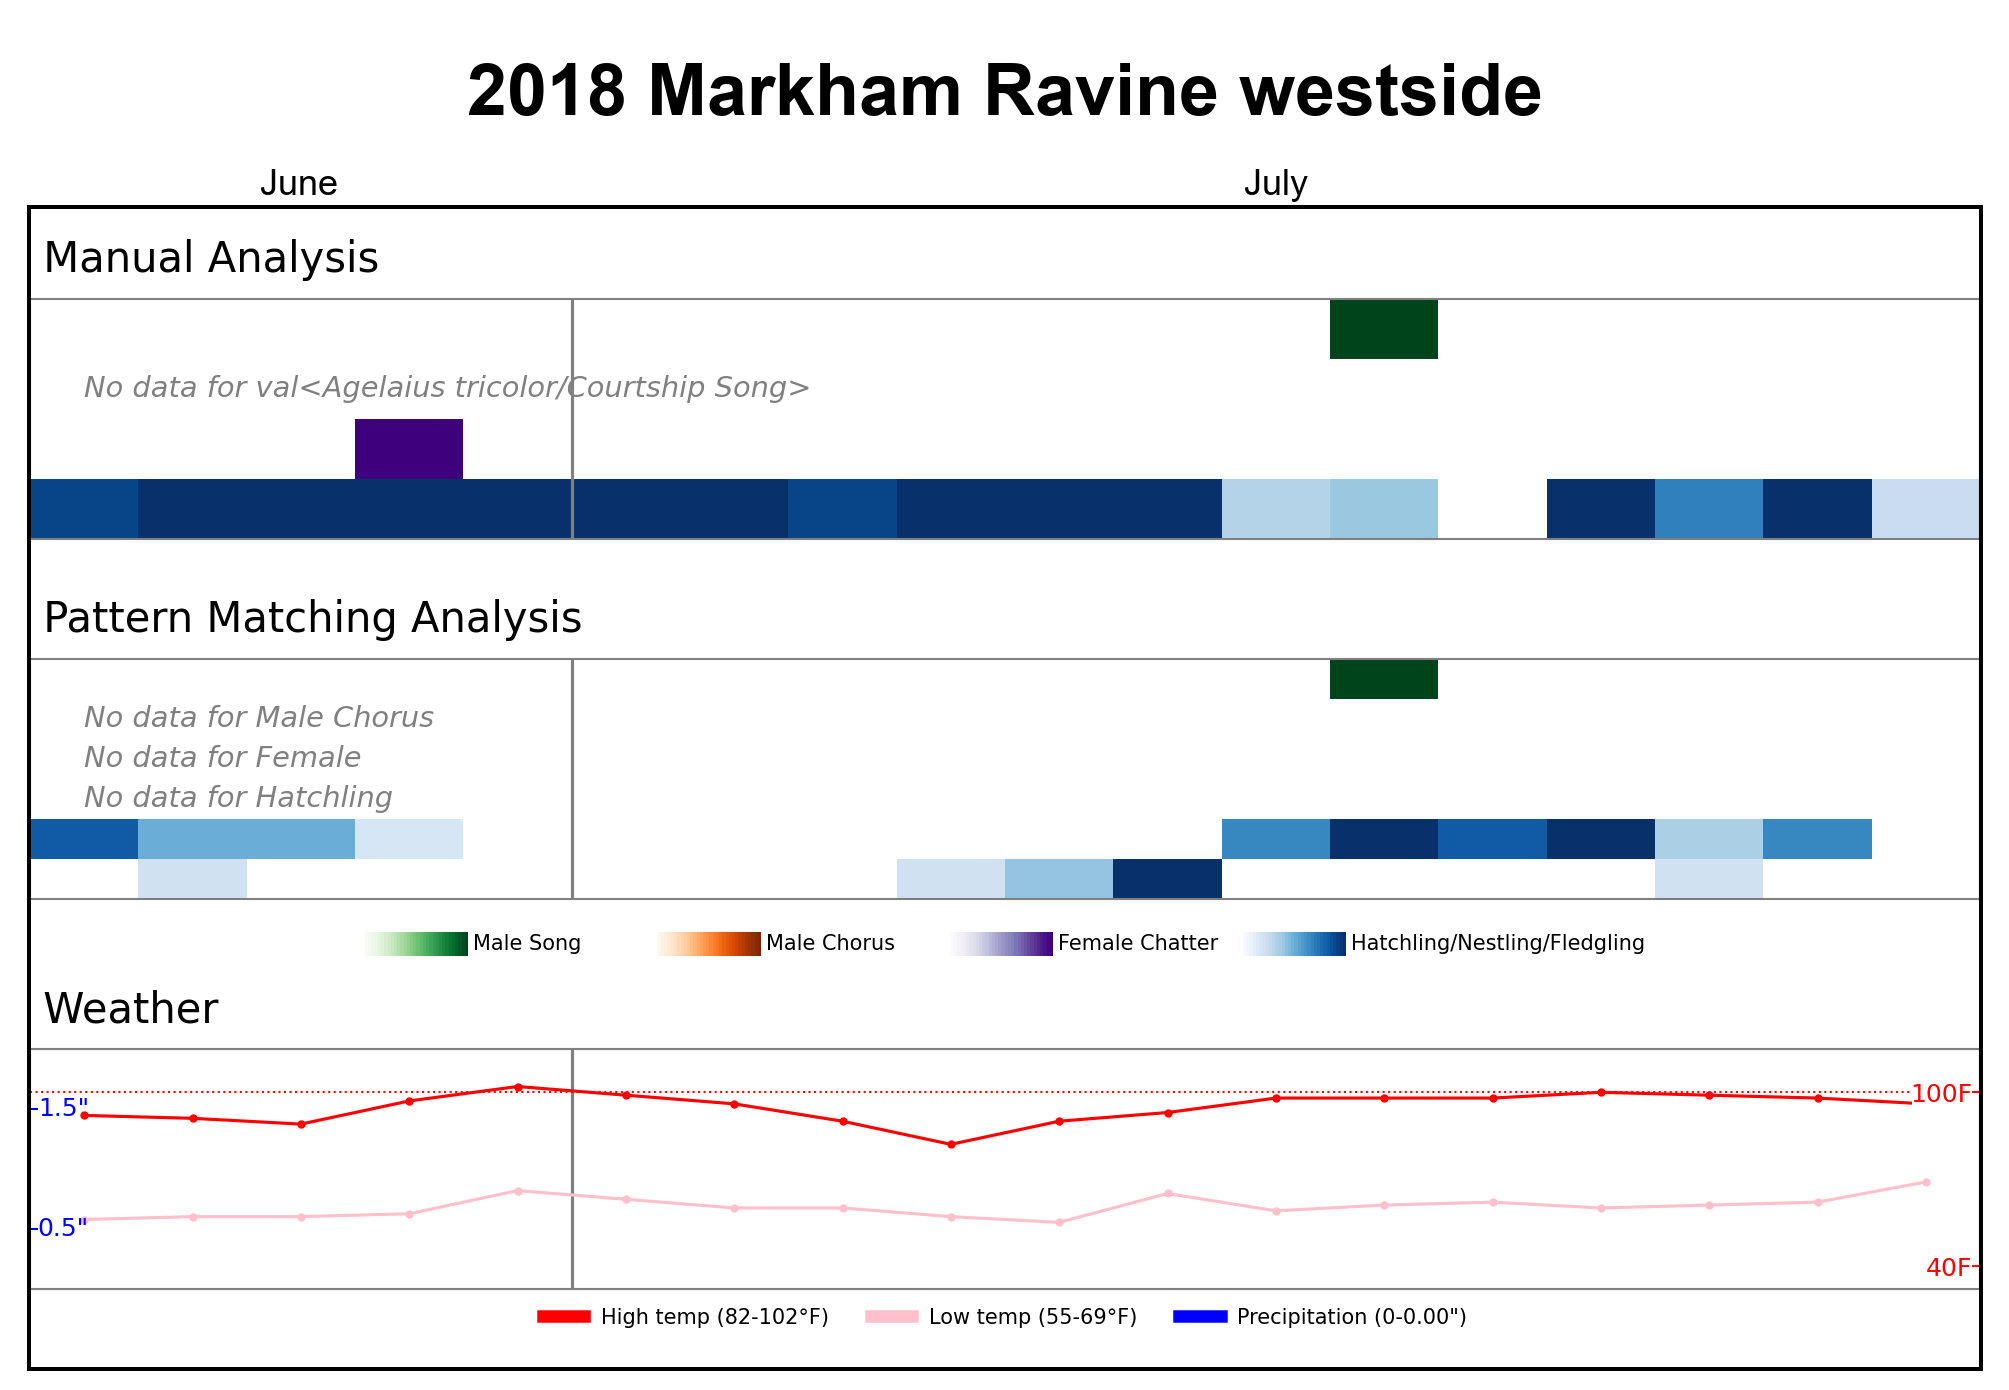 2018 Markham Ravine westside
June July
Manual Analysis
No data for val<Agelaius tricolor/Courtship Song>
Pattern Matching Analysis
No data for Male Chorus
No data for Female
No data for Hatchling
Male Song Male Chorus Female Chatter Hatchling/Nestling/Fledgling
Weather
100F
1.5"
0.5"
40F
High temp (82-102°F) Low temp (55-69°F) Precipitation (0-0.00")